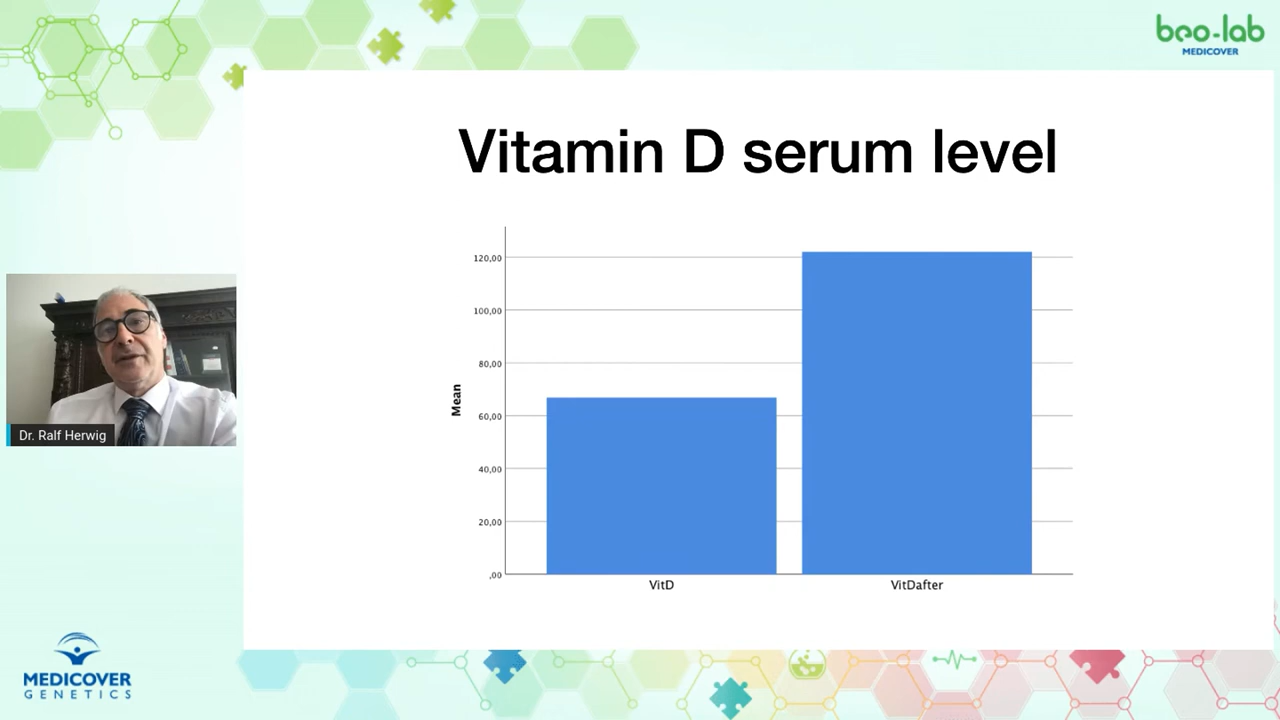 beo-lab
MEDICOVER
Vitamin D serum level
Mean
120,00
100,00
80,00
60,00
40,00
20,00
,00
VitD
VitDafter
Dr. Ralf Herwig
MEDICOVER
GENETICS